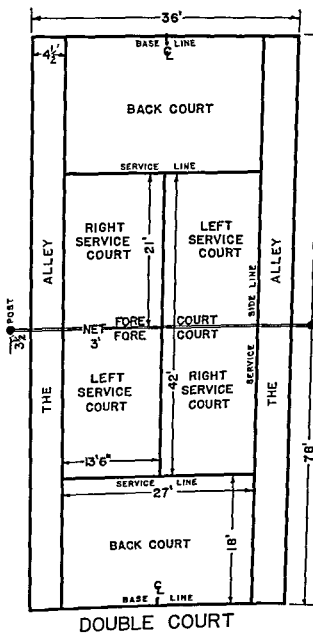 36'
4½'
BASE LINE
℄
BACK COURT
SERVICE LINE
RIGHT
SERVICE
COURT
21'
LEFT
SERVICE
COURT
ALLEY
ALLEY
SIDE LINE
POST
3½
NET
3'
FORE COURT
FORE COURT
SERVICE
THE
THE
LEFT
SERVICE
COURT
42'
RIGHT
SERVICE
COURT
78'
13'6"
SERVICE LINE
27'
18'
BACK COURT
℄
BASE LINE
DOUBLE COURT